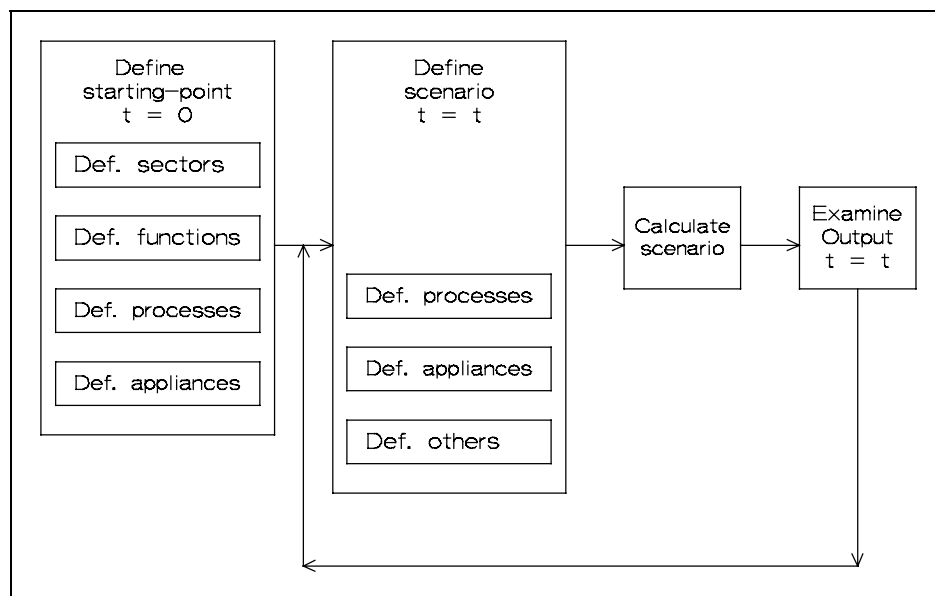 Define
starting-point
t = 0
Def. sectors
Def. functions
Def. processes
Def. appliances
Define
scenario
t = t
Def. processes
Def. appliances
Def. others
Calculate
scenario
Examine
Output
t = t